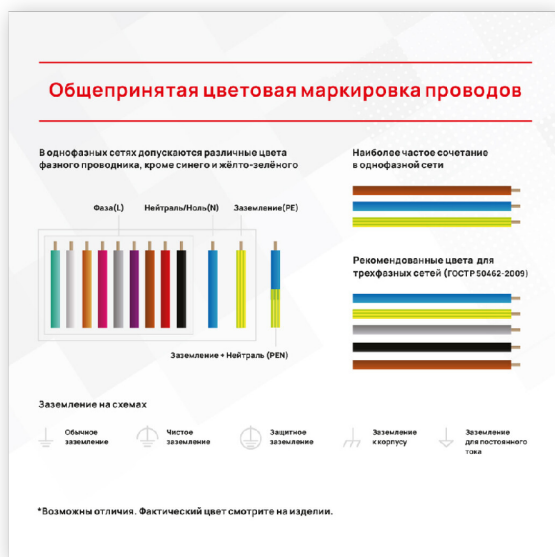 Общепринятая цветовая маркировка проводов
В однофазных сетях допускаются различные цвета
фазного проводника, кроме синего и жёлто-зелёного
Наиболее частое сочетание
в однофазной сети
Фаза(L)
Нейтраль/Ноль(N)
Заземление(PE)
Заземление + Нейтраль (PEN)
Рекомендованные цвета для
трехфазных сетей (ГОСТ Р 50462-2009)
Заземление на схемах
Обычное
заземление
Чистое
заземление
Защитное
заземление
Заземление
к корпусу
Заземление
для постоянного
тока
*Возможны отличия. Фактический цвет смотрите на изделии.